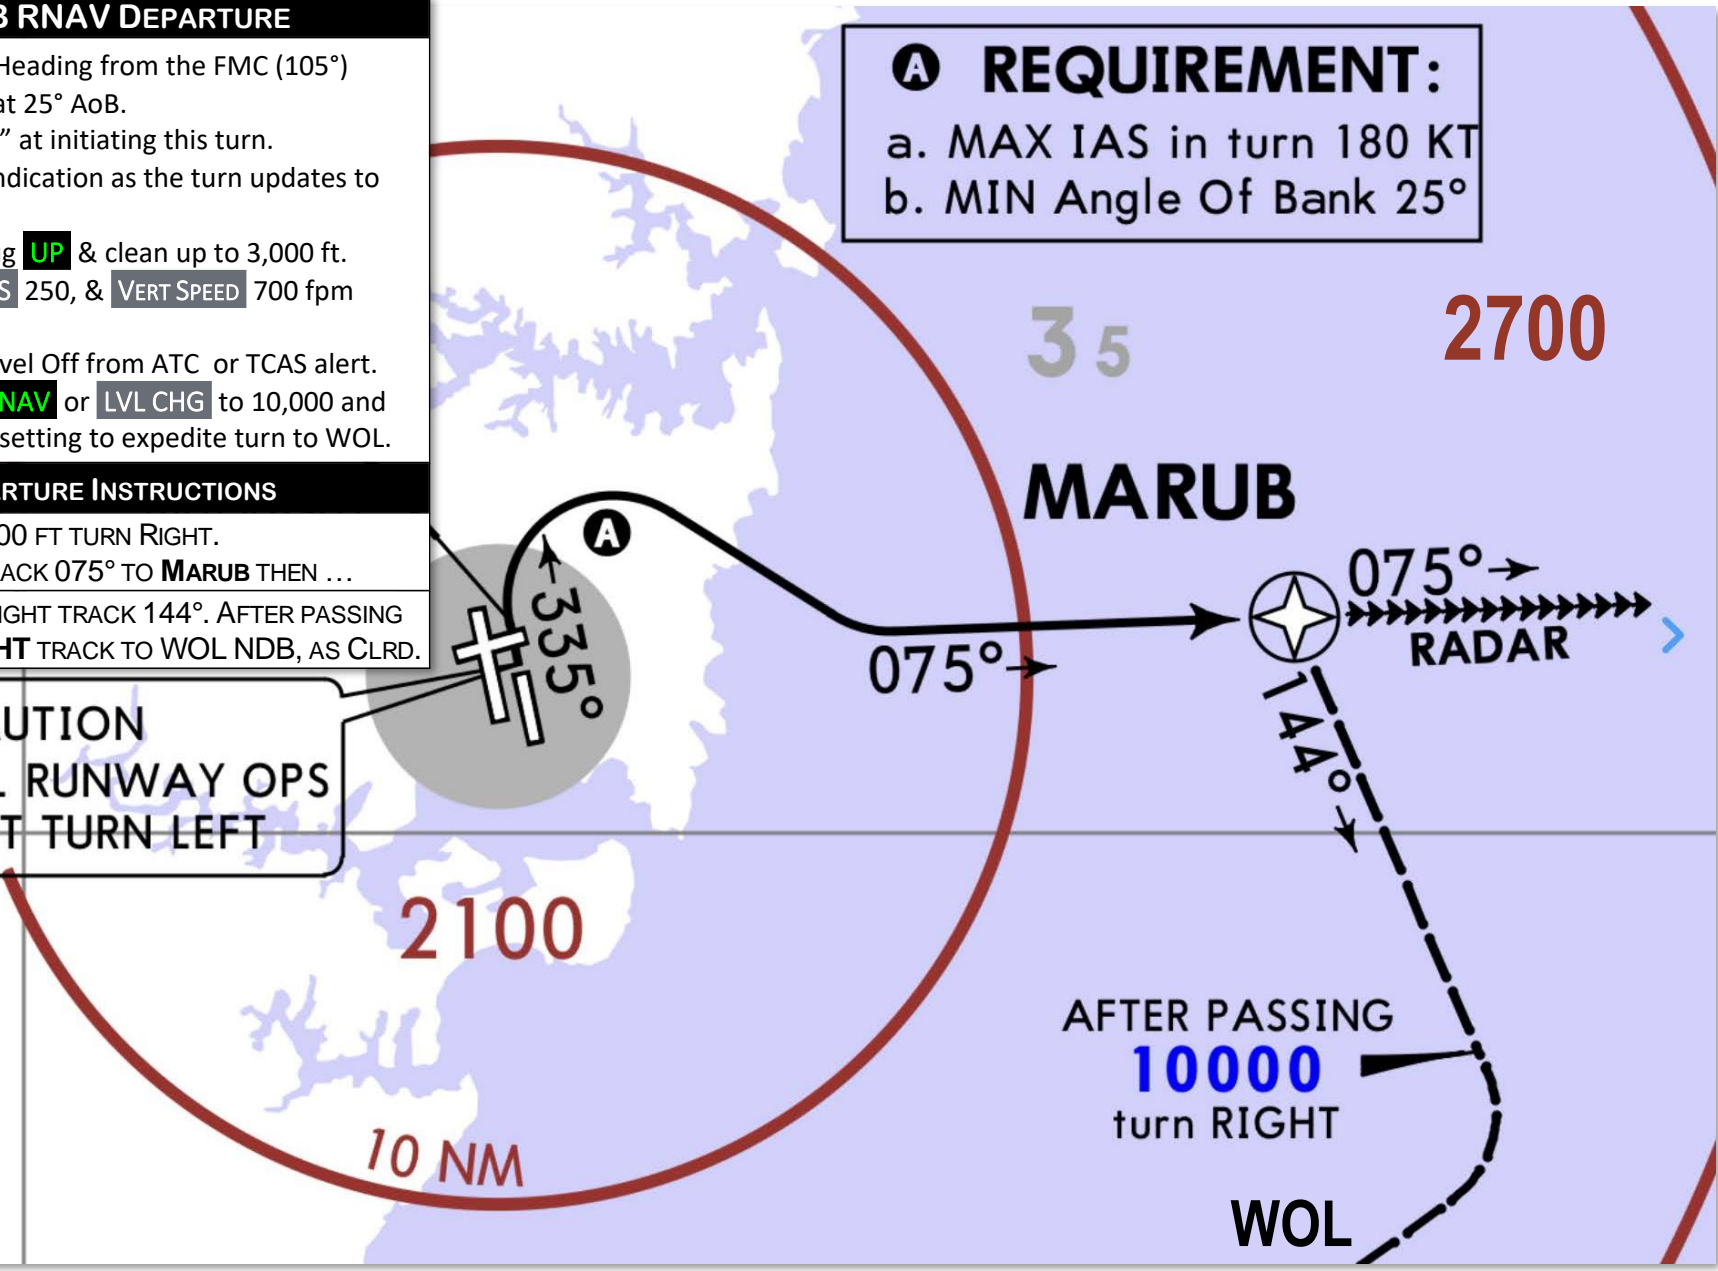 B RNAV DEPARTURE
Heading from the FMC (105°)
at 25° AoB.
” at initiating this turn.
ndication as the turn updates to
UP & clean up to 3,000 ft.
S 250, & VERT SPEED 700 fpm
vel Off from ATC or TCAS alert.
NAV or LVL CHG to 10,000 and
setting to expedite turn to WOL.
RTURE INSTRUCTIONS
00 FT TURN RIGHT.
ACK 075° TO MARUB THEN …
IGHT TRACK 144°. AFTER PASSING
HT TRACK TO WOL NDB, AS CLRD.
A REQUIREMENT:
a. MAX IAS in turn 180 KT
b. MIN Angle Of Bank 25°
35
2700
MARUB
A
335°
075°
075°
RADAR
144°
UTION
L RUNWAY OPS
T TURN LEFT
2100
10 NM
AFTER PASSING
10000
turn RIGHT
WOL